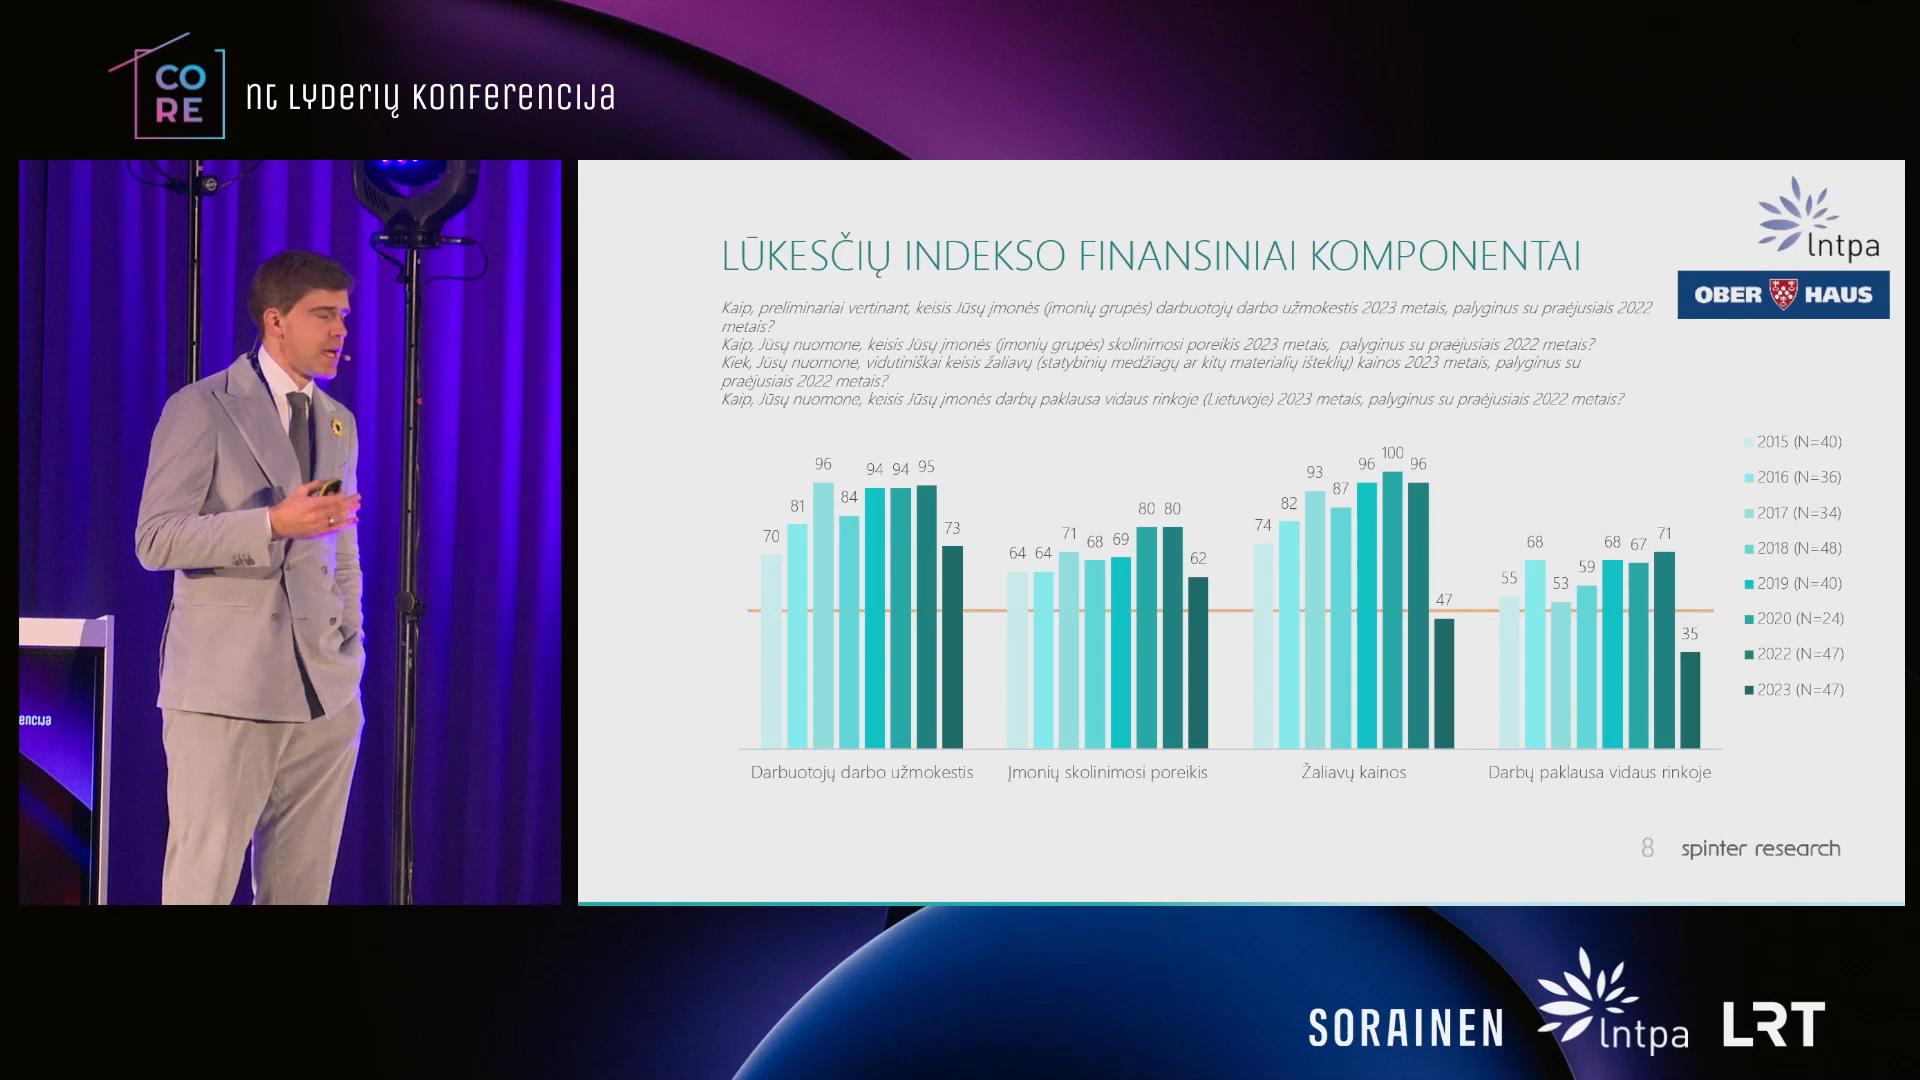 CO
RE
nt Lyderių Konferencija
lntpa
OBER HAUS
LŪKESČIŲ INDEKSO FINANSINIAI KOMPONENTAI
Kaip, preliminariai vertinant, keisis Jūsų įmonės (įmonių grupės) darbuotojų darbo užmokestis 2023 metais, palyginus su praėjusiais 2022
metais?
Kaip, Jūsų nuomone, keisis Jūsų įmonės (įmonių grupės) skolinimosi poreikis 2023 metais, palyginus su praėjusiais 2022 metais?
Kiek, Jūsų nuomone, vidutiniškai keisis žaliavų (statybinių medžiagų ar kitų materialių išteklių) kainos 2023 metais, palyginus su
praėjusiais 2022 metais?
Kaip, Jūsų nuomone, keisis Jūsų įmonės darbų paklausa vidaus rinkoje (Lietuvoje) 2023 metais, palyginus su praėjusiais 2022 metais?
70 81 96 84 94 94 95 73
64 64 71 68 69 80 80 62
74 82 93 87 96 100 96 47
55 68 53 59 68 67 71 35
2015 (N=40)
2016 (N=36)
2017 (N=34)
2018 (N=48)
2019 (N=40)
2020 (N=24)
2022 (N=47)
2023 (N=47)
Darbuotojų darbo užmokestis
Įmonių skolinimosi poreikis
Žaliavų kainos
Darbų paklausa vidaus rinkoje
8 spinter research
encija
SORAINEN
lntpa
LRT